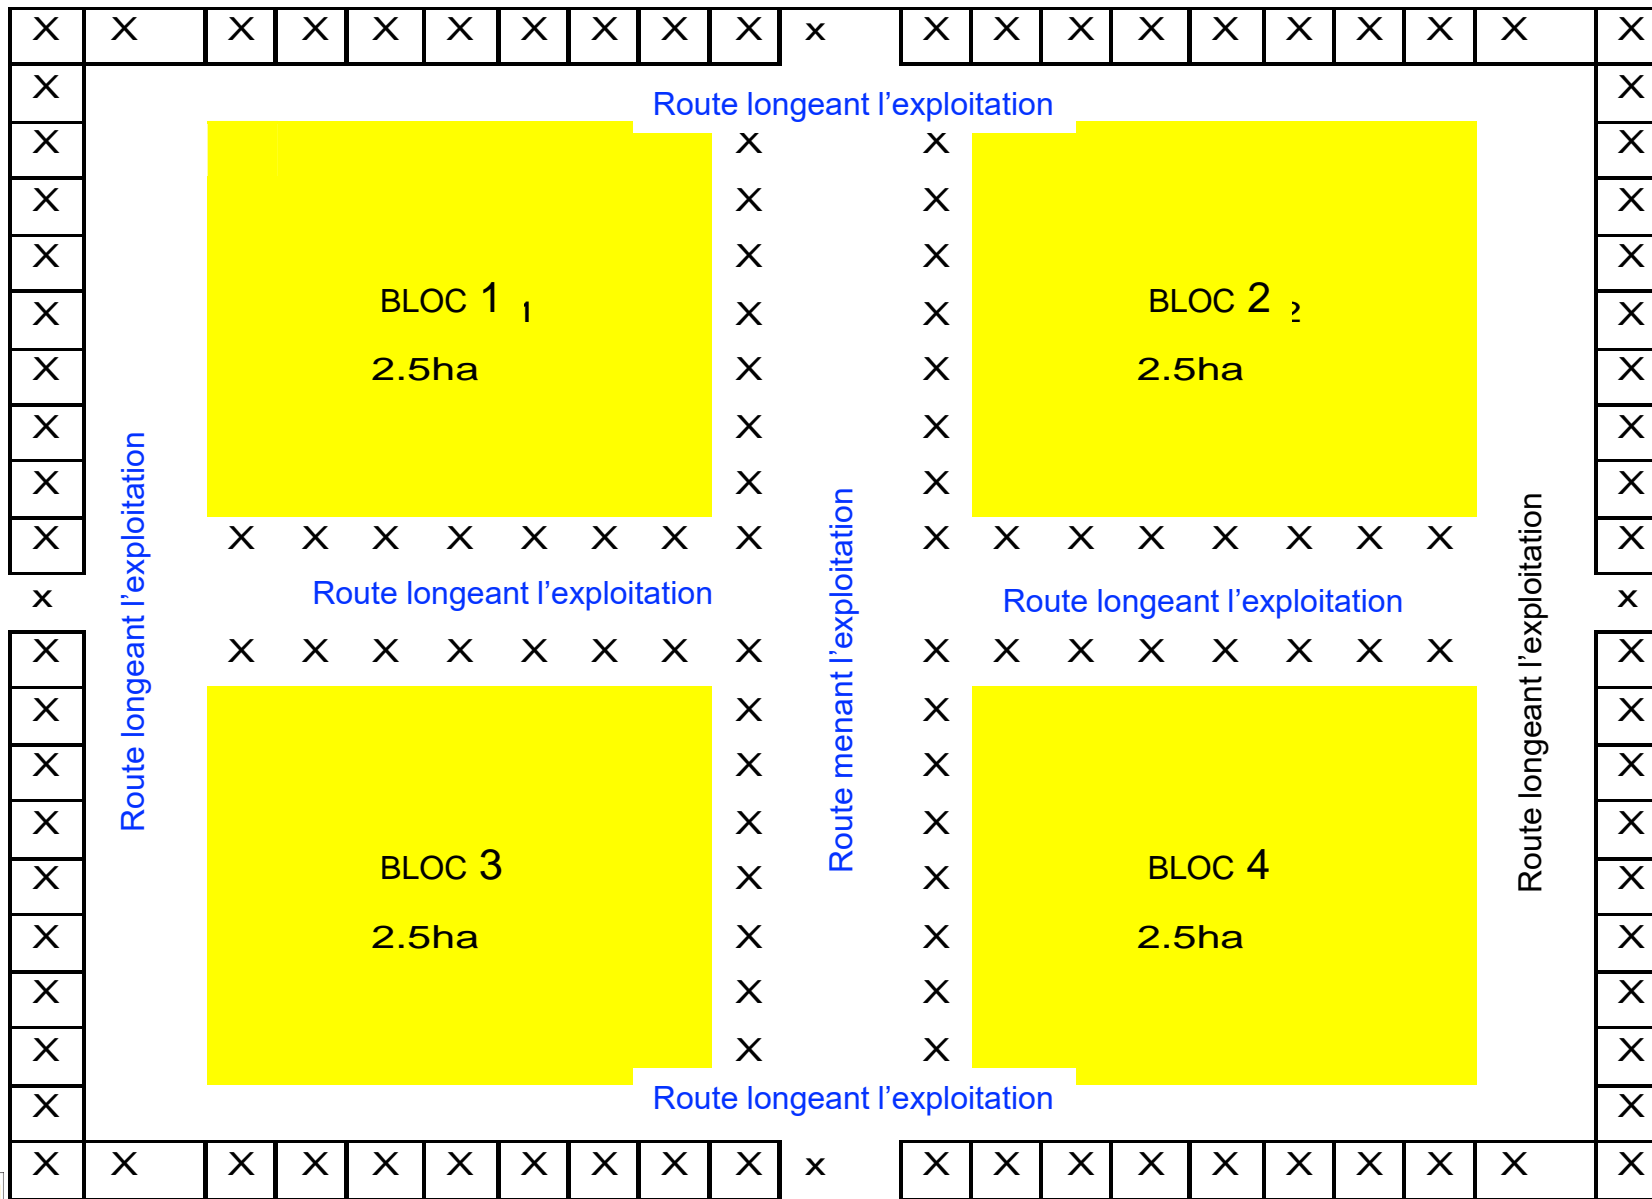 X X X X X X X X X X x X X X X X X X X X X
X X
Route longeant l’exploitation
X X X X
X X X X
X X X X
X BLOC 1 1 X X BLOC 2 2 X
X 2.5ha X X 2.5ha X
X X X X
X X X X
X X X X X X X X X X X X X X X X X X
Route longeant l’exploitation
Route menant l’exploitation
Route longeant l’exploitation
x Route longeant l’exploitation Route longeant l’exploitation x
X X X X X X X X X X X X X X X X X X
X X X X
X X X X
X X X X
X BLOC 3 X X BLOC 4 X
X 2.5ha X X 2.5ha X
X X X X
X X X X
X Route longeant l’exploitation X
X X X X X X X X X X x X X X X X X X X X X